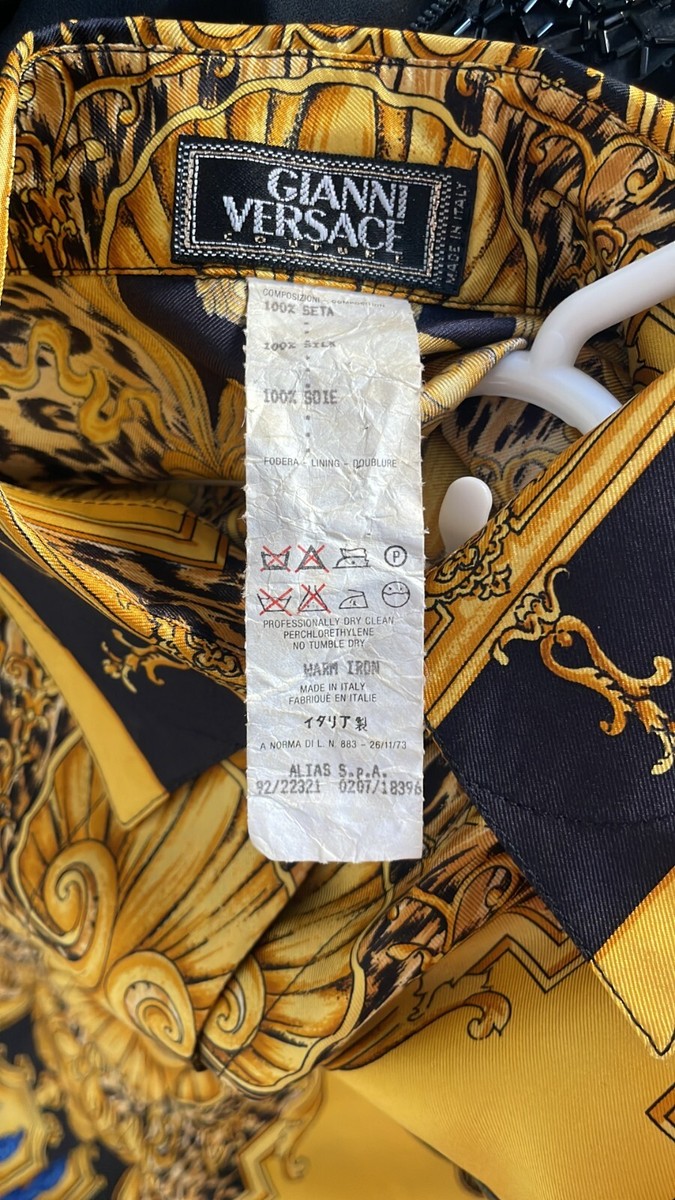 GIANNI
VERSACE
COUTURE
MADE IN ITALY
COMPOSIZIONI - COMPOSITION
100% SETA
100% SILK
100% SOIE
FODERA - LINING - DOUBLURE
P
PROFESSIONALLY DRY CLEAN
PERCHLORETHYLENE
NO TUMBLE DRY
WARM IRON
MADE IN ITALY
FABRIQUÉ EN ITALIE
イタリア製
A NORMA DI L. N. 883 - 26/11/73
ALIAS S.p.A.
92/22321 0207/18396